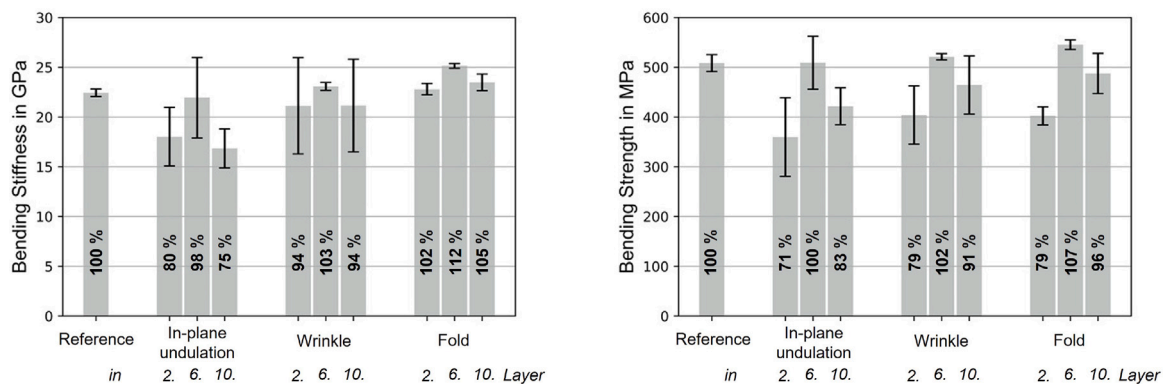 Bending Stiffness in GPa
30
25
20
15
10
5
0
100 %
80 %
98 %
75 %
94 %
103 %
94 %
102 %
112 %
105 %
Reference
In-plane
undulation
Wrinkle
Fold
in 2. 6. 10. 2. 6. 10. 2. 6. 10. Layer
Bending Strength in MPa
600
500
400
300
200
100
0
100 %
71 %
100 %
83 %
79 %
102 %
91 %
79 %
107 %
96 %
Reference
In-plane
undulation
Wrinkle
Fold
in 2. 6. 10. 2. 6. 10. 2. 6. 10. Layer